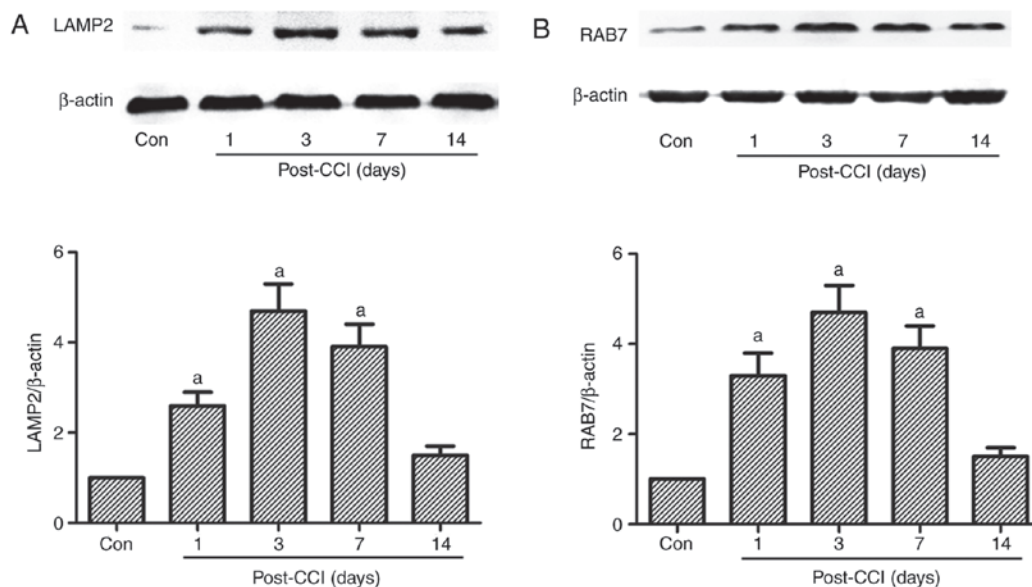 A
LAMP2
β-actin
Con 1 3 7 14
Post-CCI (days)
LAMP2/β-actin
6
4
2
0
a
a
a
Con 1 3 7 14
Post-CCI (days)
B
RAB7
β-actin
Con 1 3 7 14
Post-CCI (days)
RAB7/β-actin
6
4
2
0
a
a
a
Con 1 3 7 14
Post-CCI (days)